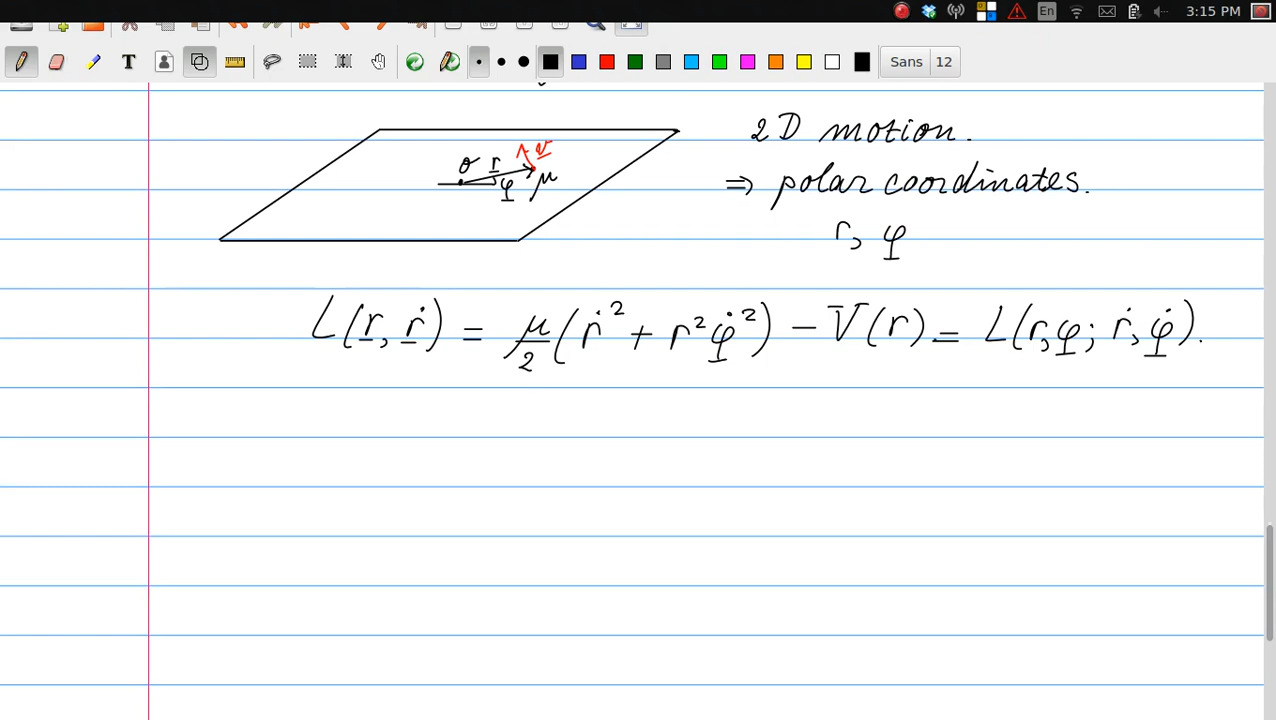 En 3:15 PM
T Sans 12
2D motion.
O r v
φ μ
⇒ polar coordinates.
r, φ
L(r, ṙ) = μ/2 (ṙ² + r²φ̇²) − V(r) = L(r,φ; ṙ, φ̇).